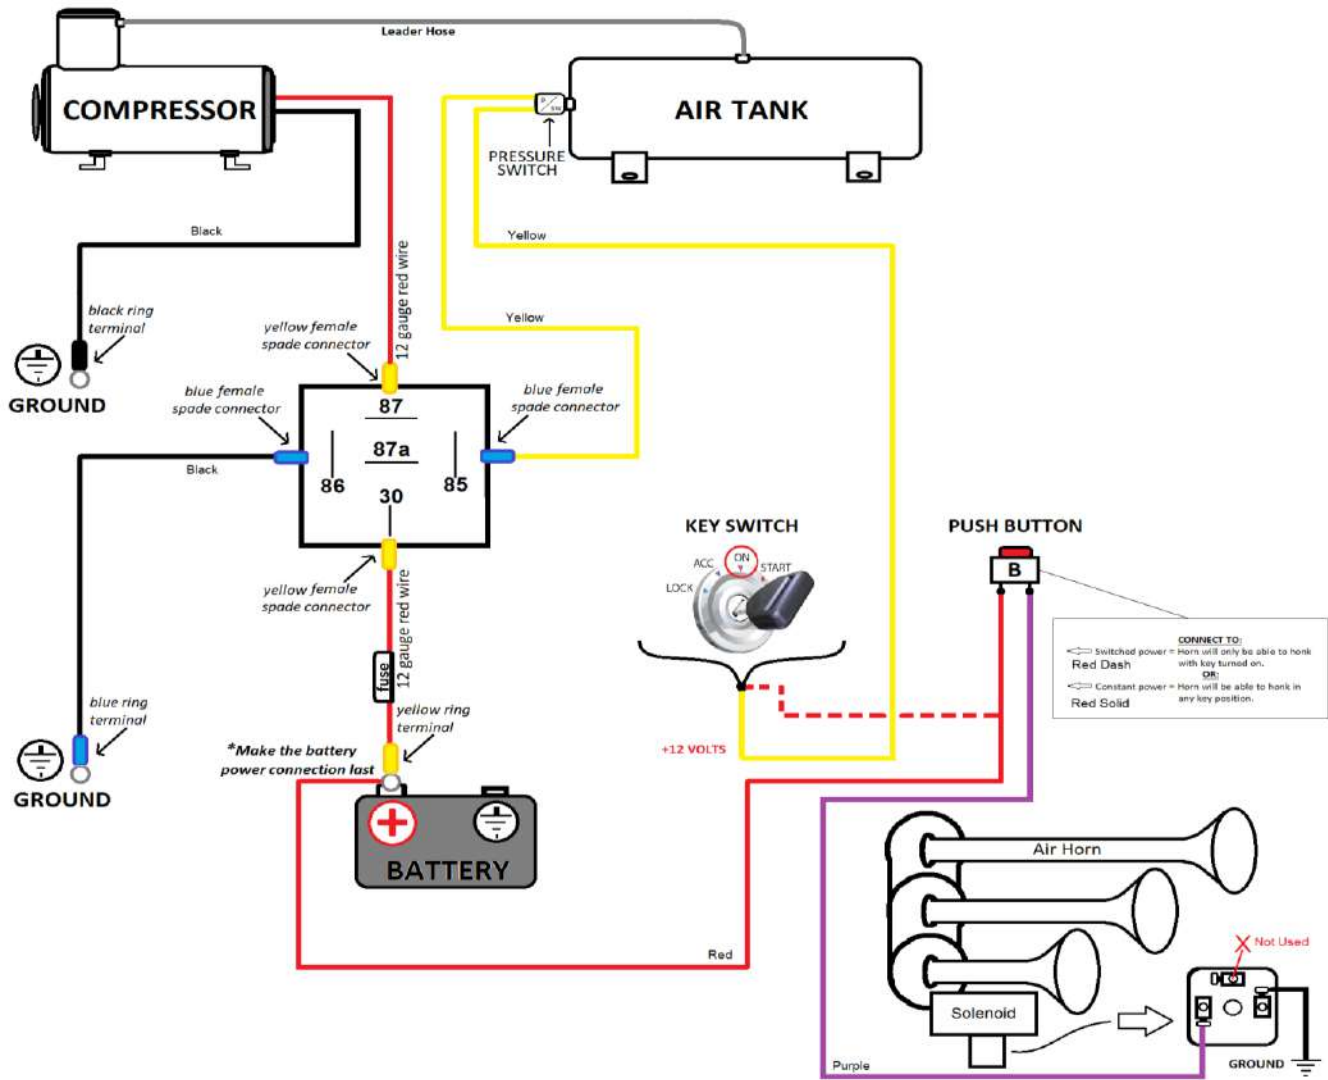 Leader Hose
COMPRESSOR
AIR TANK
PRESSURE
SWITCH
Black
Yellow
12 gauge red wire
black ring
terminal
yellow female
spade connector
Yellow
GROUND
blue female
spade connector
blue female
spade connector
87
87a
86
85
30
Black
KEY SWITCH
PUSH BUTTON
ACC
ON
START
LOCK
B
yellow female
spade connector
12 gauge red wire
fuse
CONNECT TO:
Switched power = Horn will only be able to honk
Red Dash
with key turned on.
OR:
Constant power = Horn will be able to honk in
Red Solid
any key position.
blue ring
terminal
yellow ring
terminal
*Make the battery
power connection last
+12 VOLTS
GROUND
BATTERY
Air Horn
Red
Not Used
Solenoid
Purple
GROUND